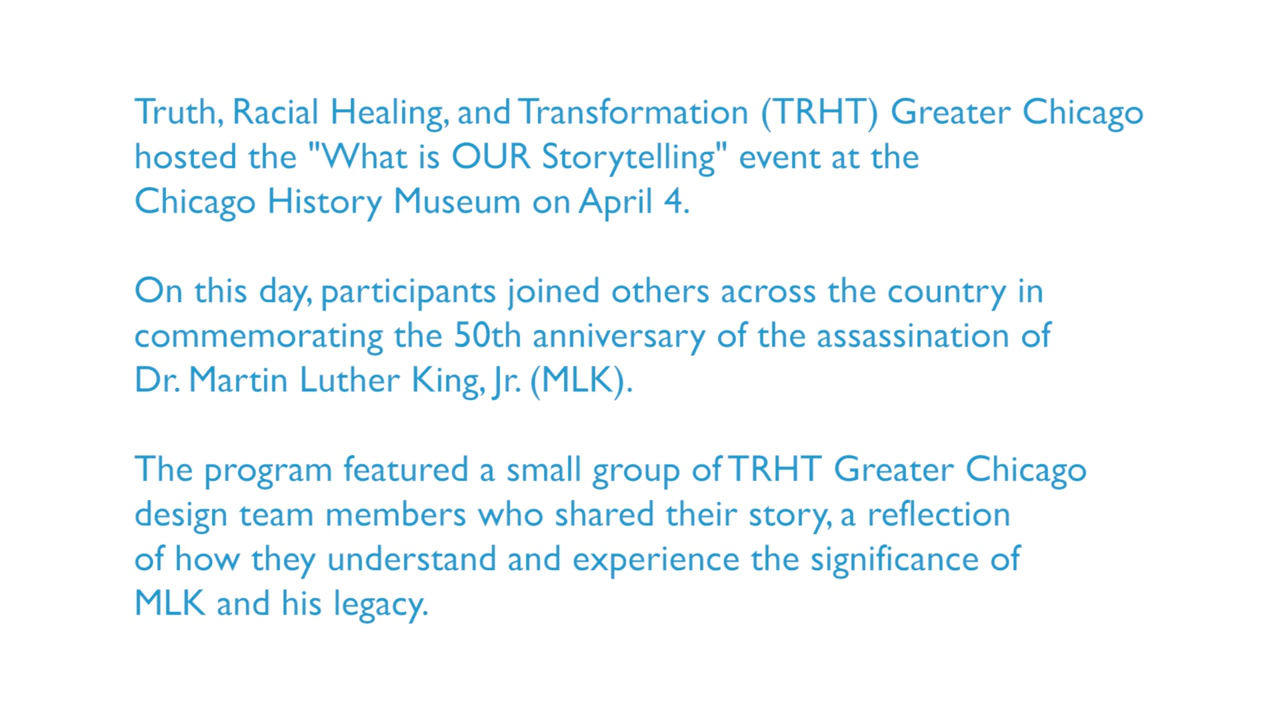 Truth, Racial Healing, and Transformation (TRHT) Greater Chicago
hosted the "What is OUR Storytelling" event at the
Chicago History Museum on April 4.
On this day, participants joined others across the country in
commemorating the 50th anniversary of the assassination of
Dr. Martin Luther King, Jr. (MLK).
The program featured a small group of TRHT Greater Chicago
design team members who shared their story, a reflection
of how they understand and experience the significance of
MLK and his legacy.